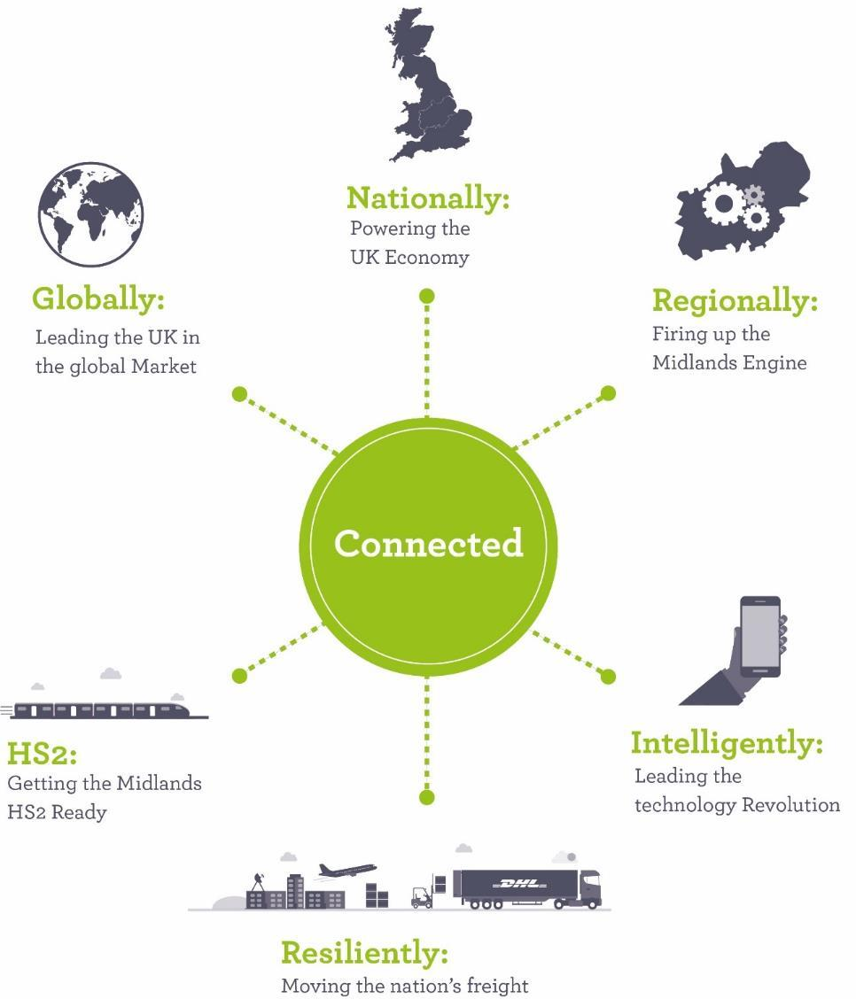 Nationally:
Powering the
UK Economy
Globally:
Leading the UK in
the global Market
Regionally:
Firing up the
Midlands Engine
Connected
HS2:
Getting the Midlands
HS2 Ready
Intelligently:
Leading the
technology Revolution
DHL
Resiliently:
Moving the nation's freight